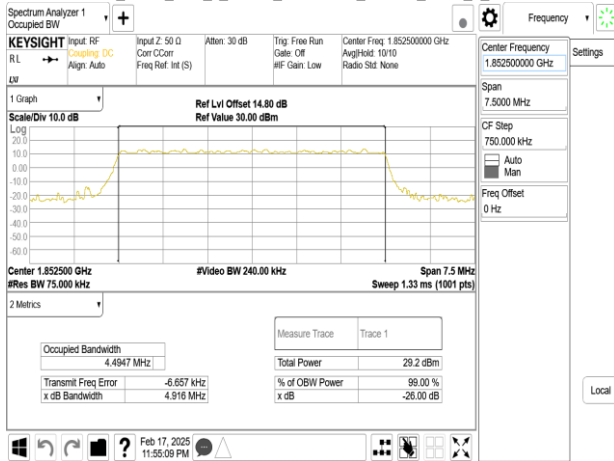 Spectrum Analyzer 1
Occupied BW
+
Frequency
KEYSIGHT
RL
LXI
Input: RF
Coupling: DC
Align: Auto
Input Z: 50 Ω
Corr CCorr
Freq Ref: Int (S)
Atten: 30 dB
Trig: Free Run
Gate: Off
#IF Gain: Low
Center Freq: 1.852500000 GHz
Avg|Hold: 10/10
Radio Std: None
Center Frequency
1.852500000 GHz
Settings
Span
7.5000 MHz
CF Step
750.000 kHz
Auto
Man
Freq Offset
0 Hz
Local
1 Graph
Scale/Div 10.0 dB
Ref Lvl Offset 14.80 dB
Ref Value 30.00 dBm
Log
20.0
10.0
0.00
-10.0
-20.0
-30.0
-40.0
-50.0
-60.0
Center 1.852500 GHz
#Video BW 240.00 kHz
Span 7.5 MHz
#Res BW 75.000 kHz
Sweep 1.33 ms (1001 pts)
2 Metrics
Measure Trace Trace 1
Occupied Bandwidth
4.4947 MHz
Total Power 29.2 dBm
Transmit Freq Error -6.657 kHz
% of OBW Power 99.00 %
x dB Bandwidth 4.916 MHz
x dB -26.00 dB
?
Feb 17, 2025
11:55:09 PM